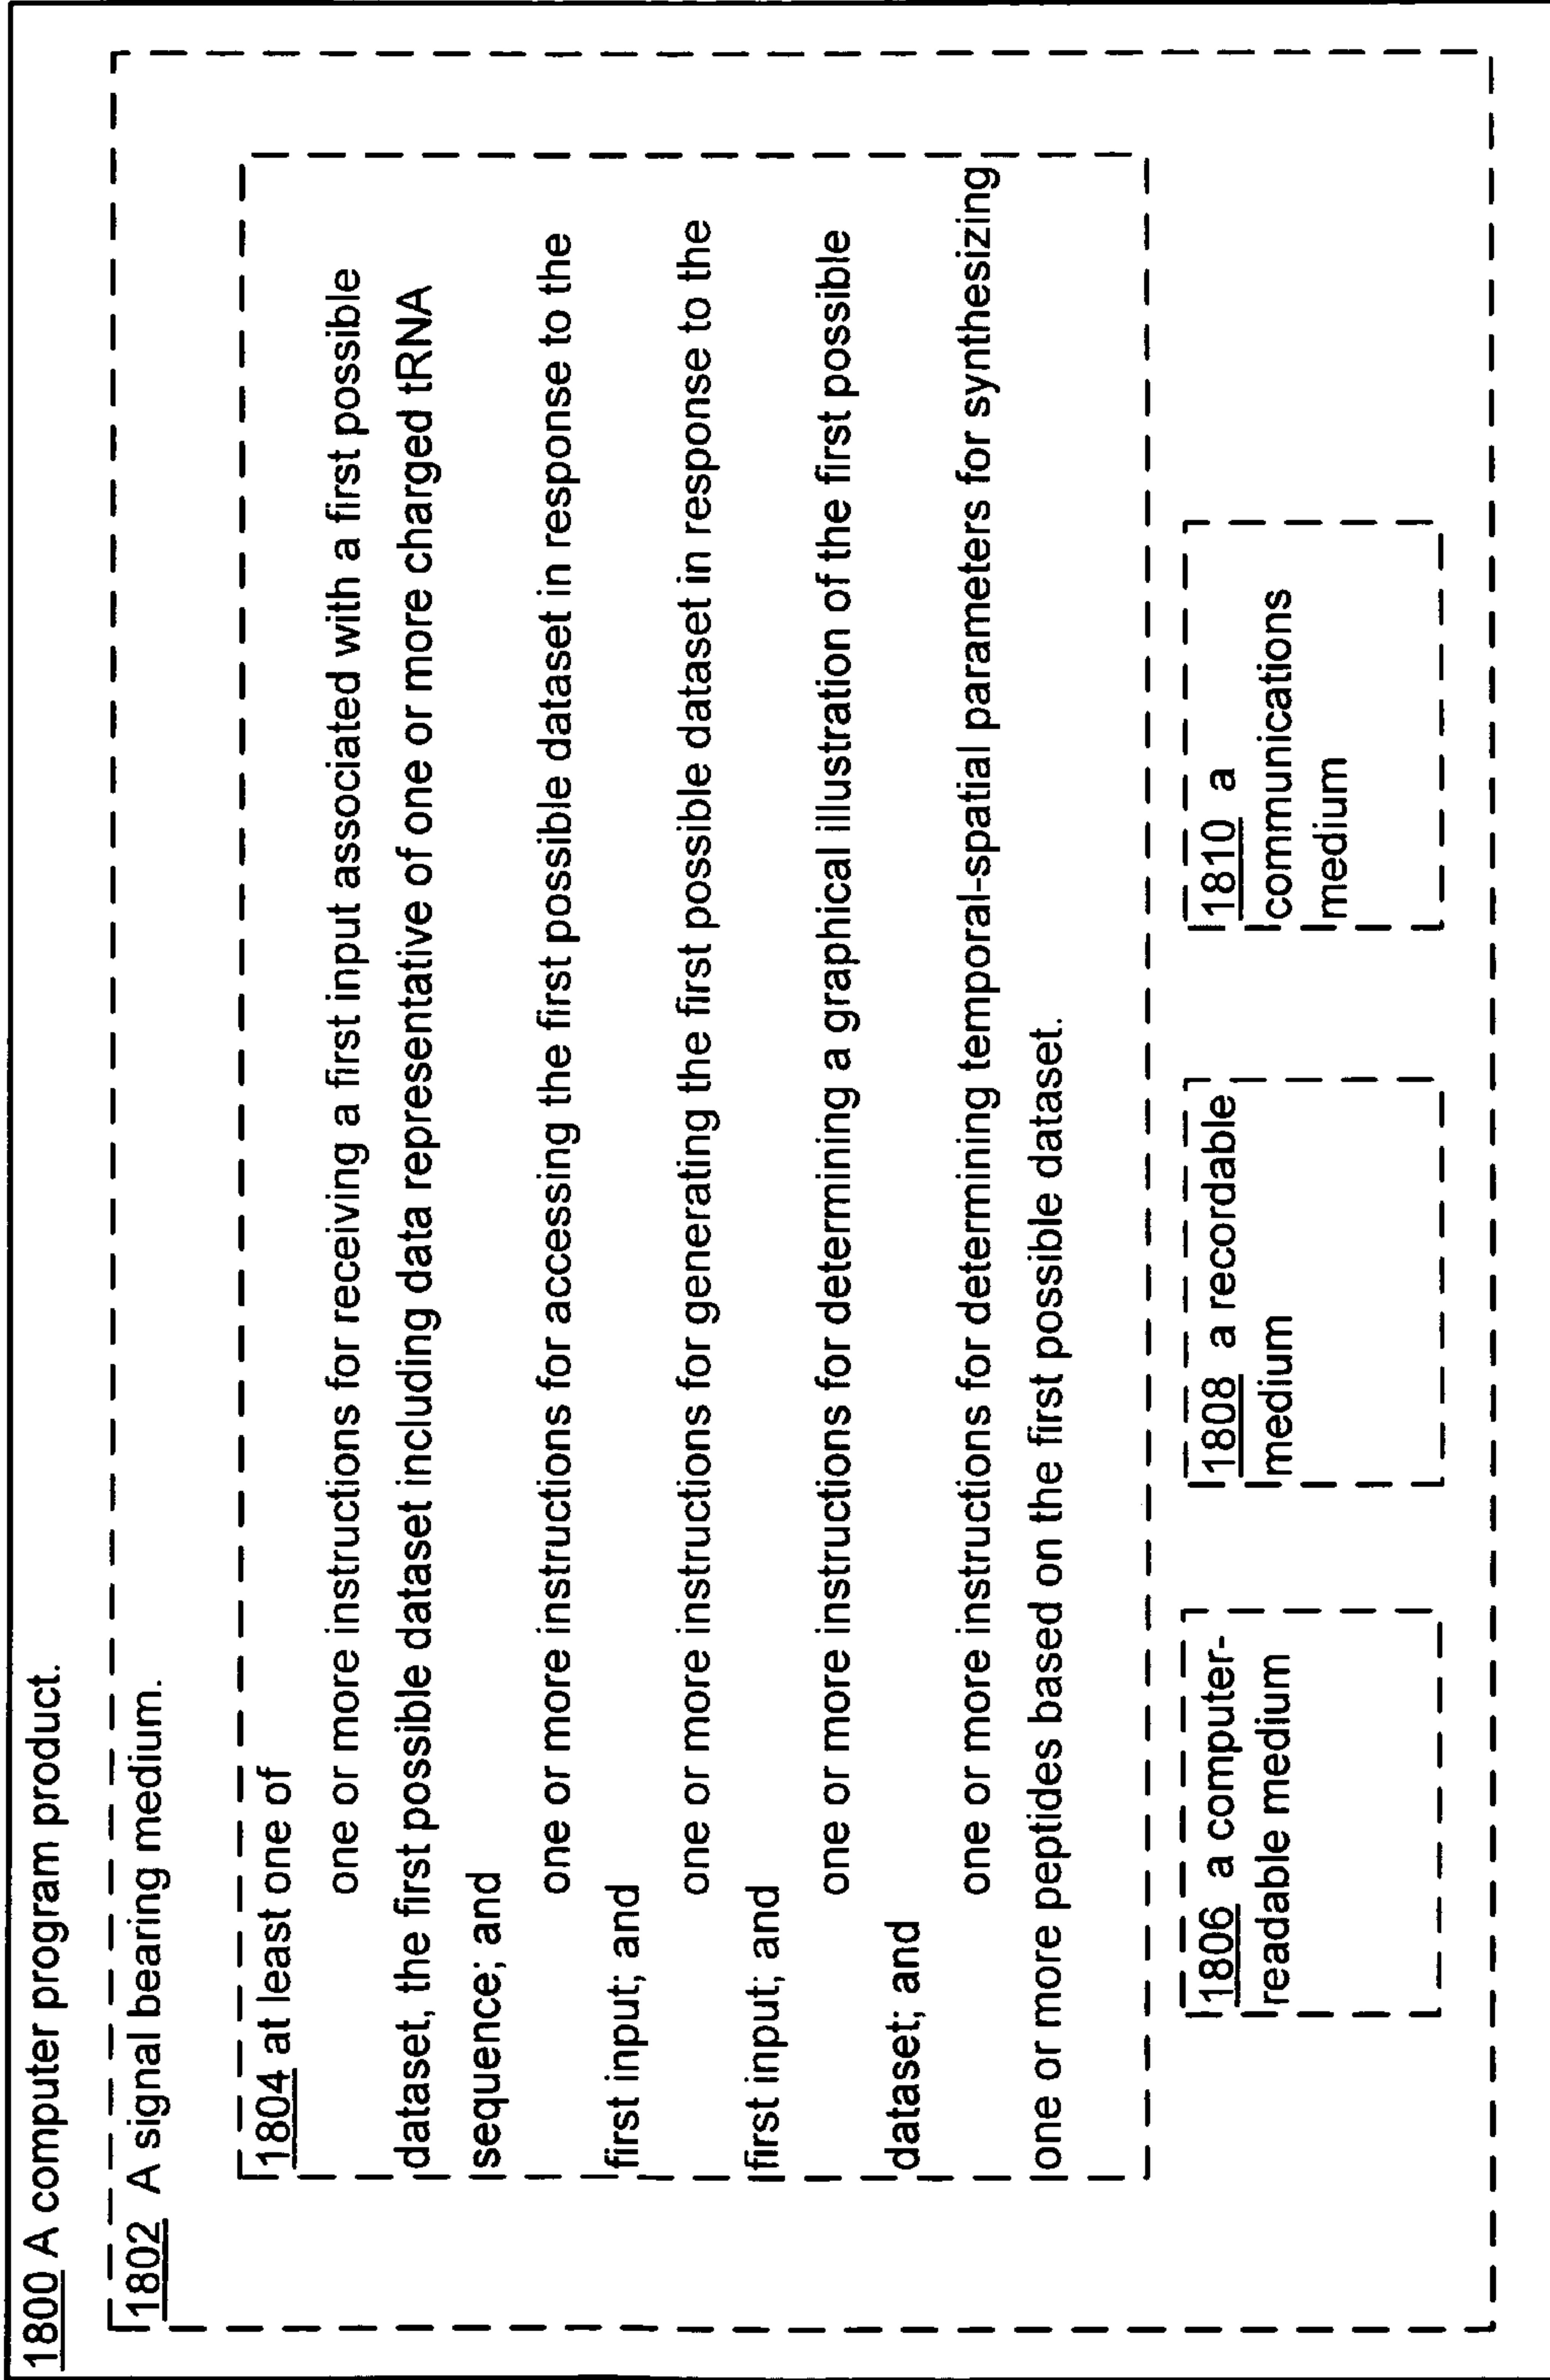 1800 A computer program product.
1802 A signal bearing medium.
1804 at least one of
one or more instructions for receiving a first input associated with a first possible
dataset, the first possible dataset including data representative of one or more charged tRNA
sequence; and
one or more instructions for accessing the first possible dataset in response to the
first input; and
one or more instructions for generating the first possible dataset in response to the
first input; and
one or more instructions for determining a graphical illustration of the first possible
dataset; and
one or more instructions for determining temporal-spatial parameters for synthesizing
one or more peptides based on the first possible dataset.
1806 a computer-
readable medium
1808 a recordable
medium
1810 a
communications
medium